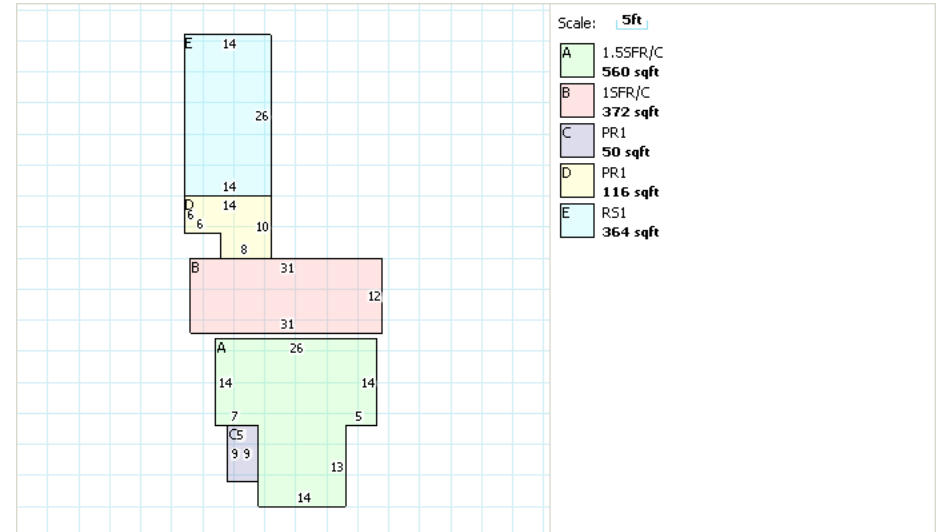 Scale: 5ft
A 1.5SFR/C
560 sqft
B 1SFR/C
372 sqft
C PR1
50 sqft
D PR1
116 sqft
E RS1
364 sqft
E 14
26
14
D 14
6
6 10
8
B 31
12
31
A 26
14 14
7 5
C5
9 9
13
14